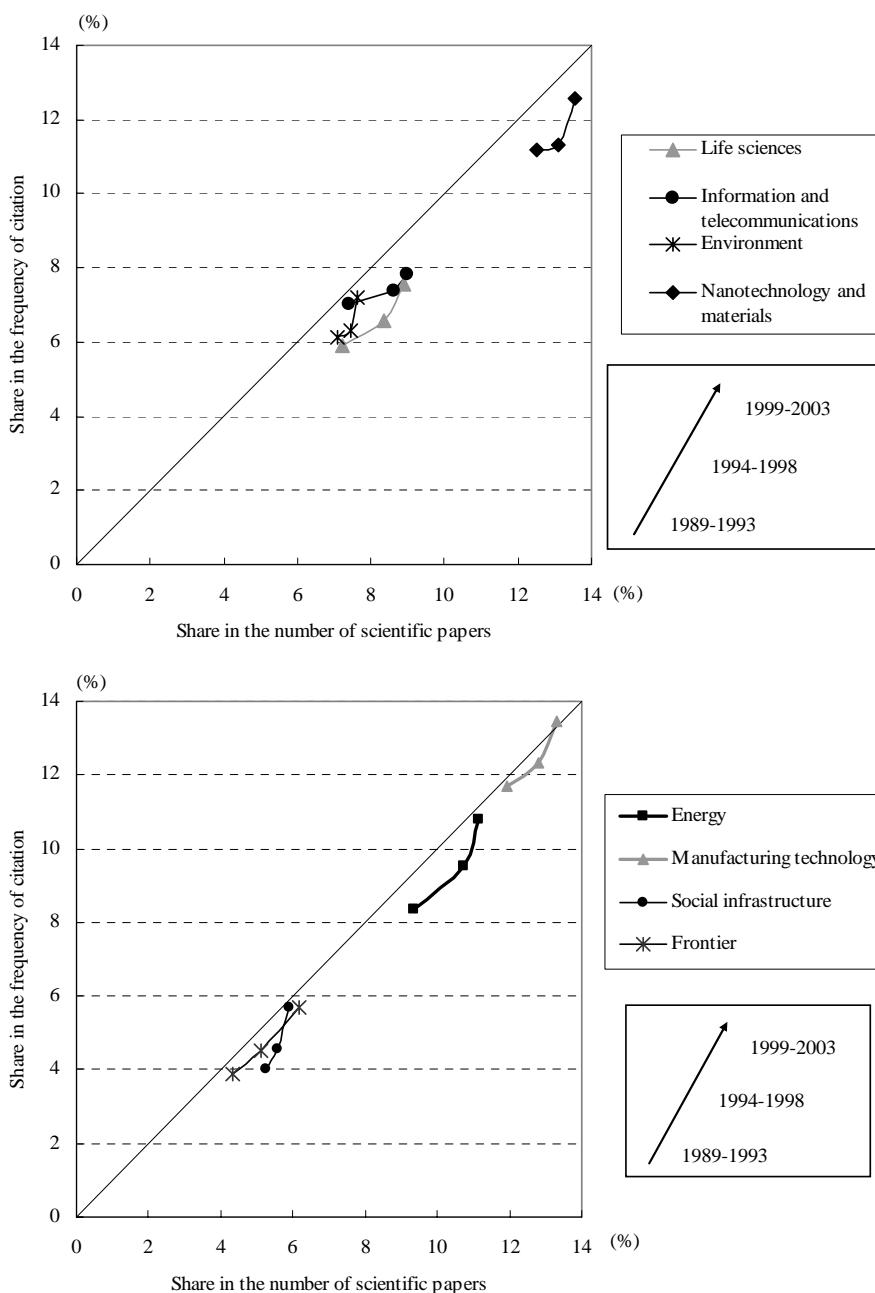 (%)
14
12
10
8
6
4
2
0
Share in the frequency of citation
0 2 4 6 8 10 12 14 (%)
Share in the number of scientific papers
Life sciences
Information and
telecommunications
Environment
Nanotechnology and
materials
1999-2003
1994-1998
1989-1993
(%)
14
12
10
8
6
4
2
0
Share in the frequency of citation
0 2 4 6 8 10 12 14 (%)
Share in the number of scientific papers
Energy
Manufacturing technology
Social infrastructure
Frontier
1999-2003
1994-1998
1989-1993